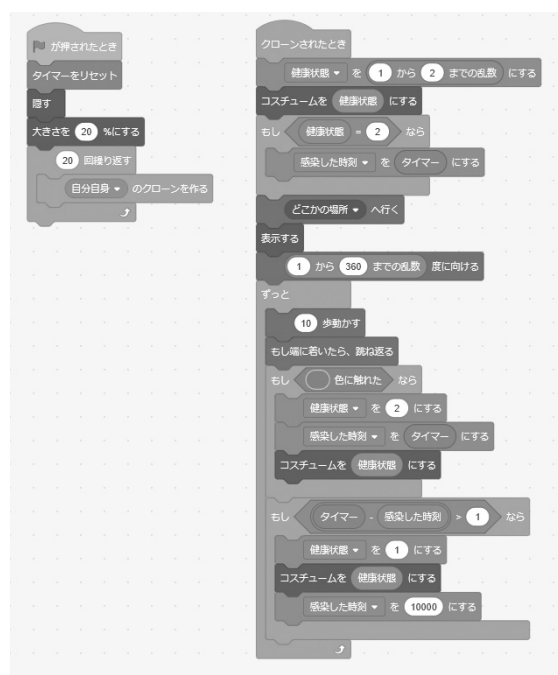 が押されたとき
タイマーをリセット
隠す
大きさを 20 %にする
20 回繰り返す
自分自身 のクローンを作る
クローンされたとき
健康状態 を 1 から 2 までの乱数 にする
コスチュームを 健康状態 にする
もし 健康状態 = 2 なら
感染した時刻 を タイマー にする
どこかの場所 へ行く
表示する
1 から 360 までの乱数 度に向ける
ずっと
10 歩動かす
もし端に着いたら、跳ね返る
もし 色に触れた なら
健康状態 を 2 にする
感染した時刻 を タイマー にする
コスチュームを 健康状態 にする
もし タイマー - 感染した時刻 > 1 なら
健康状態 を 1 にする
コスチュームを 健康状態 にする
感染した時刻 を 10000 にする